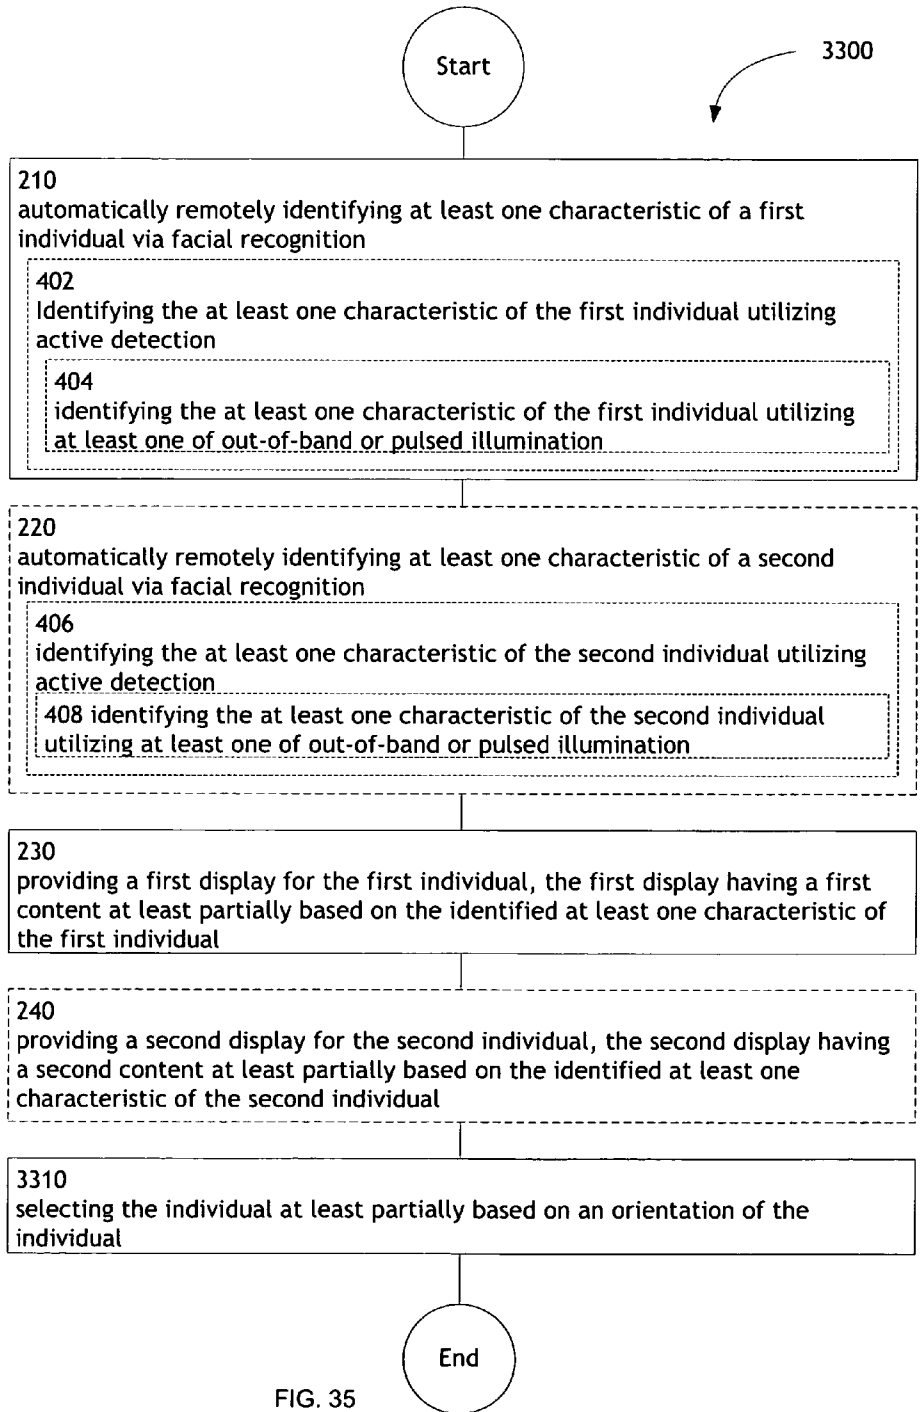 Start
3300
210
automatically remotely identifying at least one characteristic of a first
individual via facial recognition
402
Identifying the at least one characteristic of the first individual utilizing
active detection
404
identifying the at least one characteristic of the first individual utilizing
at least one of out-of-band or pulsed illumination
220
automatically remotely identifying at least one characteristic of a second
individual via facial recognition
406
identifying the at least one characteristic of the second individual utilizing
active detection
408 identifying the at least one characteristic of the second individual
utilizing at least one of out-of-band or pulsed illumination
230
providing a first display for the first individual, the first display having a first
content at least partially based on the identified at least one characteristic of
the first individual
240
providing a second display for the second individual, the second display having
a second content at least partially based on the identified at least one
characteristic of the second individual
3310
selecting the individual at least partially based on an orientation of the
individual
End
FIG. 35